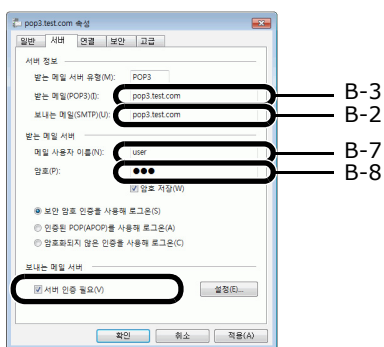 pop3.test.com 속성
일반 서버 연결 보안 고급
서버 정보
받는 메일 서버 유형(M): POP3
받는 메일(POP3)(I): pop3.test.com B-3
보내는 메일(SMTP)(U): pop3.test.com B-2
받는 메일 서버
메일 사용자 이름(N): user B-7
암호(P): ●●● B-8
암호 저장(W)
보안 암호 인증을 사용해 로그온(S)
인증된 POP(APOP)를 사용해 로그온(A)
암호화되지 않은 인증을 사용해 로그온(C)
보내는 메일 서버
서버 인증 필요(V) 설정(E)...
확인 취소 적용(A)